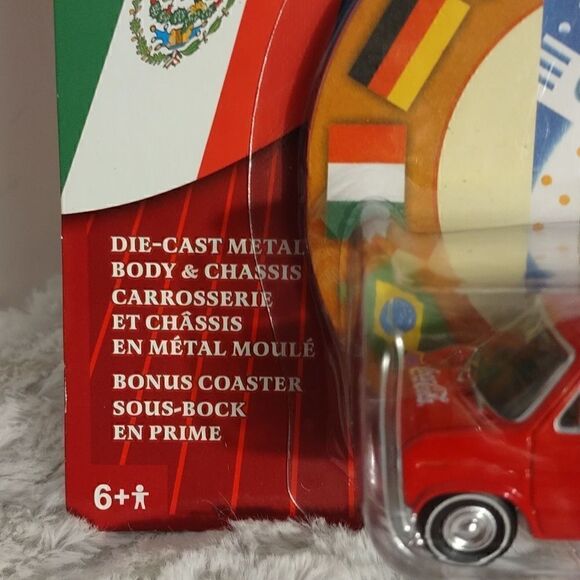 DIE-CAST METAL
BODY & CHASSIS
CARROSSERIE
ET CHÂSSIS
EN MÉTAL MOULÉ
BONUS COASTER
SOUS-BOCK
EN PRIME
6+